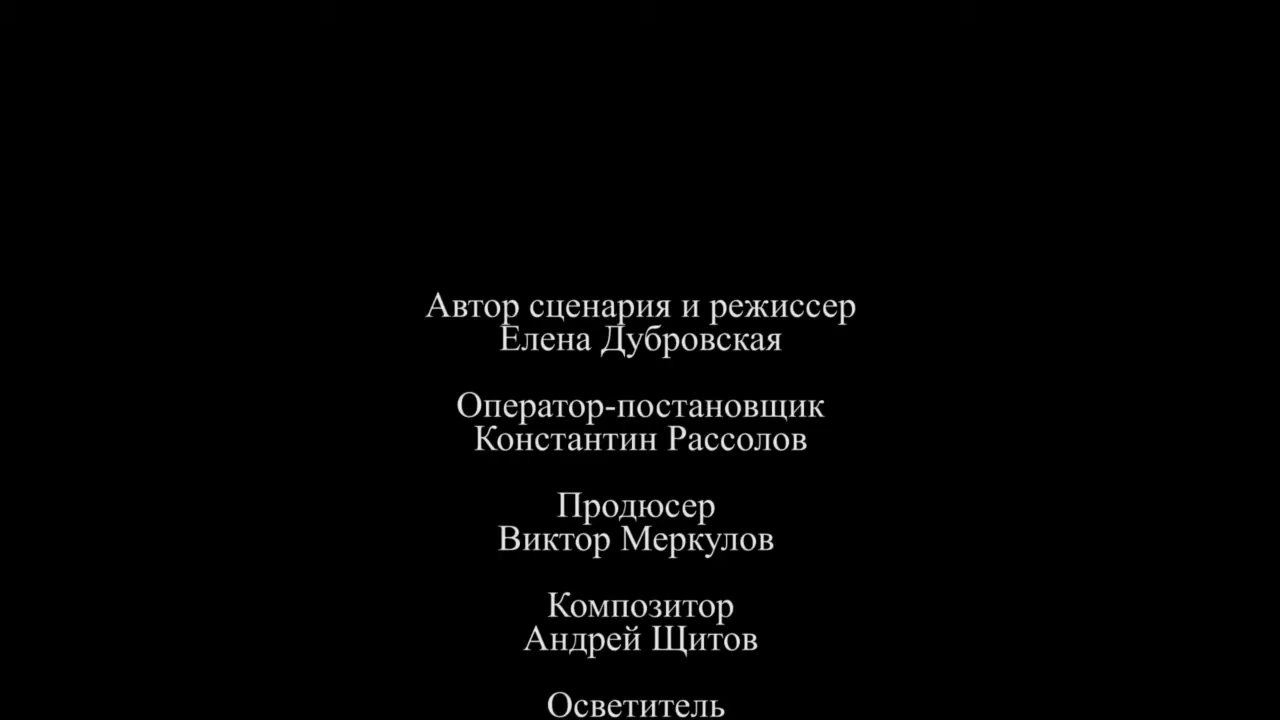 Автор сценария и режиссер
Елена Дубровская
Оператор-постановщик
Константин Рассолов
Продюсер
Виктор Меркулов
Композитор
Андрей Щитов
Осветитель